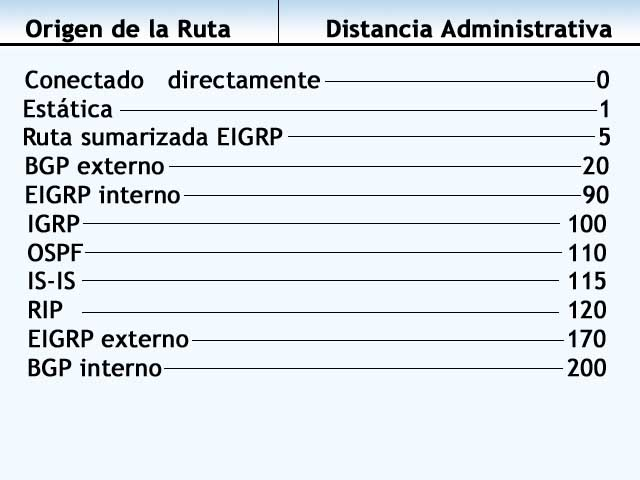 Origen de la Ruta Distancia Administrativa
Conectado directamente 0
Estática 1
Ruta sumarizada EIGRP 5
BGP externo 20
EIGRP interno 90
IGRP 100
OSPF 110
IS-IS 115
RIP 120
EIGRP externo 170
BGP interno 200